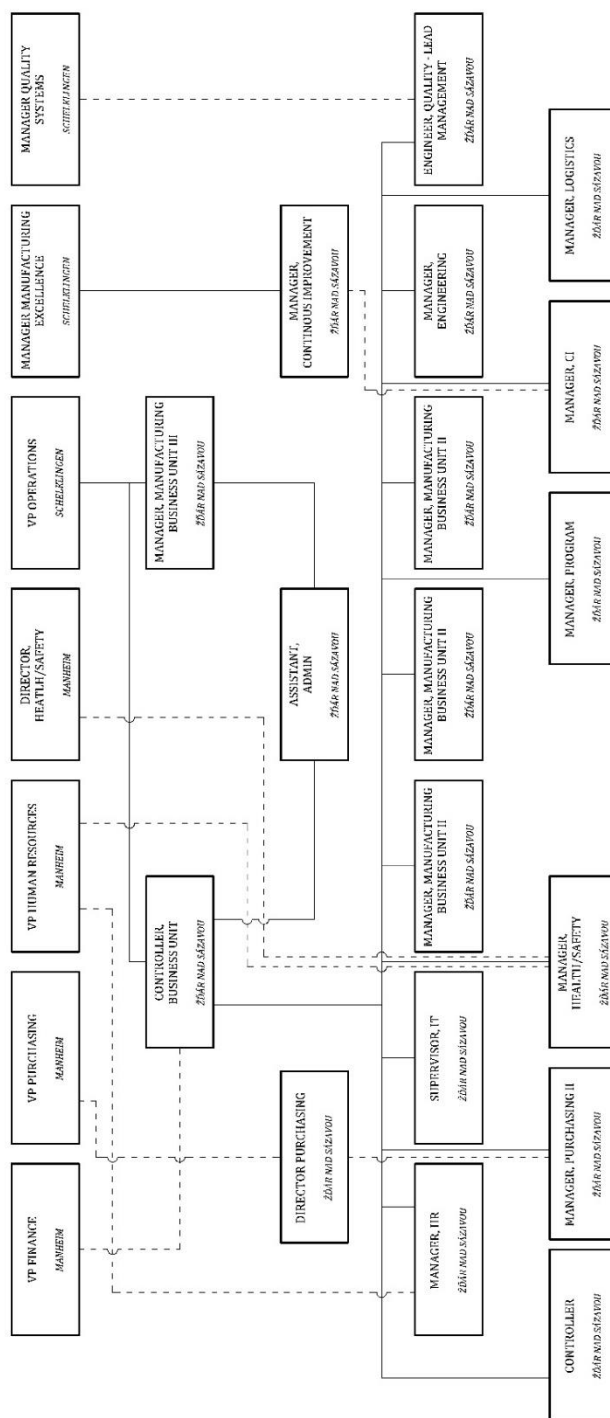 VP FINANCE
MANHEIM
VP PURCHASING
MANHEIM
VP HUMAN RESOURCES
MANHEIM
DIRECTOR,
HEATLH/SAFETY
MANHEIM
VP OPERATIONS
SCHELKLINGEN
MANAGER MANUFACTURING
EXCELLENCE
SCHELKLINGEN
MANAGER QUALITY
SYSTEMS
SCHELKLINGEN
CONTROLLER,
BUSINESS UNIT
ŽĎÁR NAD SÁZAVOU
MANAGER, MANUFACTURING
BUSINESS UNIT III
ŽĎÁR NAD SÁZAVOU
DIRECTOR PURCHASING
ŽĎÁR NAD SÁZAVOU
ASSISTANT,
ADMIN
ŽĎÁR NAD SÁZAVOU
MANAGER,
CONTINOUS IMPROVEMENT
ŽĎÁR NAD SÁZAVOU
MANAGER, HR
ŽĎÁR NAD SÁZAVOU
SUPERVISOR, IT
ŽĎÁR NAD SÁZAVOU
MANAGER, MANUFACTURING
BUSINESS UNIT II
ŽĎÁR NAD SÁZAVOU
MANAGER, MANUFACTURING
BUSINESS UNIT II
ŽĎÁR NAD SÁZAVOU
MANAGER, MANUFACTURING
BUSINESS UNIT II
ŽĎÁR NAD SÁZAVOU
MANAGER,
ENGINEERING
ŽĎÁR NAD SÁZAVOU
ENGINEER, QUALITY - LEAD
MANAGEMENT
ŽĎÁR NAD SÁZAVOU
CONTROLLER
ŽĎÁR NAD SÁZAVOU
MANAGER, PURCHASING II
ŽĎÁR NAD SÁZAVOU
MANAGER,
HEALTH/SAFETY
ŽĎÁR NAD SÁZAVOU
MANAGER, PROGRAM
ŽĎÁR NAD SÁZAVOU
MANAGER, CI
ŽĎÁR NAD SÁZAVOU
MANAGER, LOGISTICS
ŽĎÁR NAD SÁZAVOU